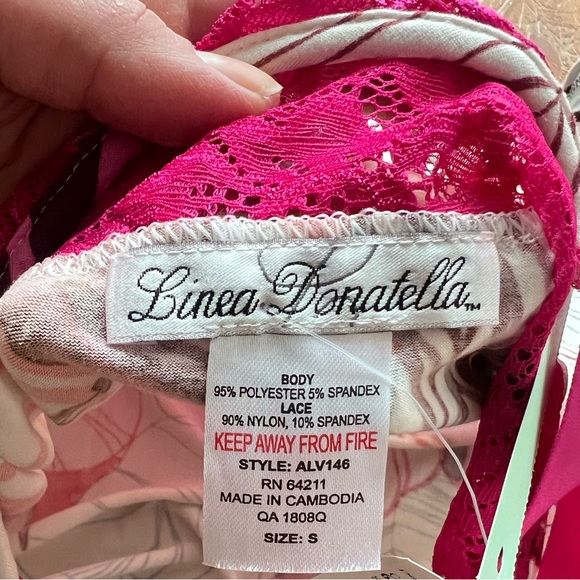 Linea Donatella™
BODY
95% POLYESTER 5% SPANDEX
LACE
90% NYLON, 10% SPANDEX
KEEP AWAY FROM FIRE
STYLE: ALV146
RN 64211
MADE IN CAMBODIA
QA 1808Q
SIZE: S